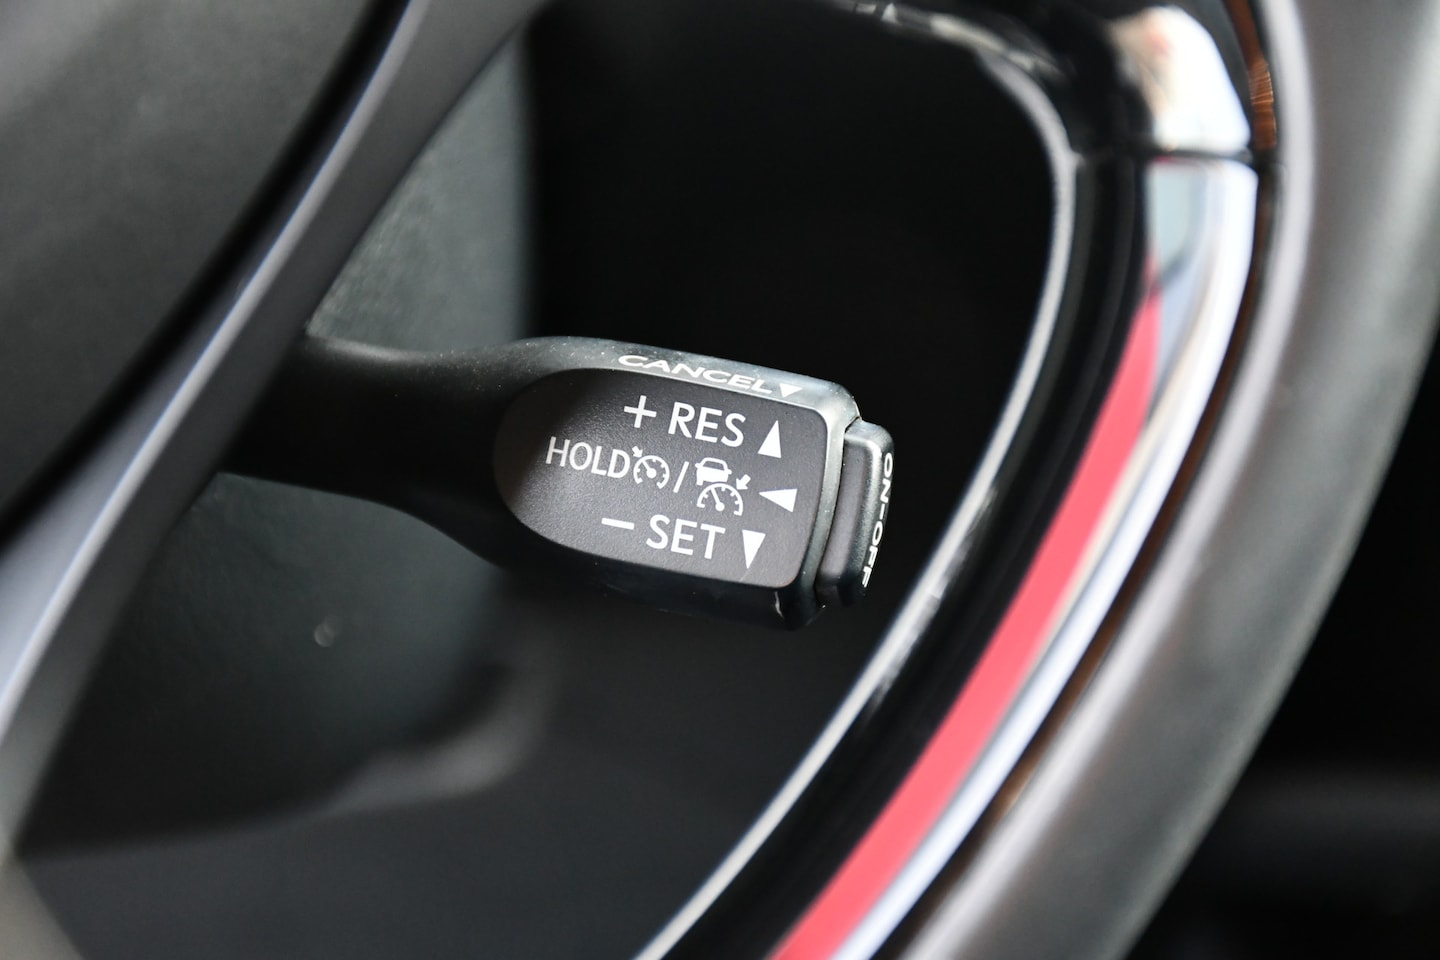 CANCEL
+ RES
HOLD /
− SET
ON-OFF